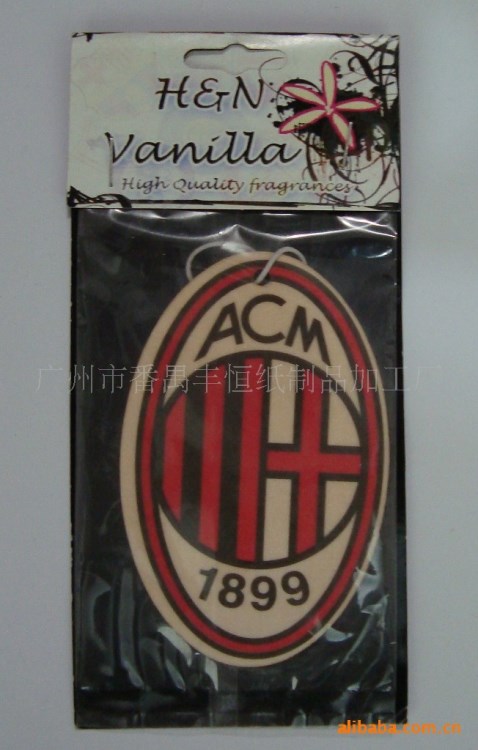 H&N
Vanilla
High Quality fragrances
ACM
广州市番禺丰恒纸制品加工厂
1899
alibaba.com.cn